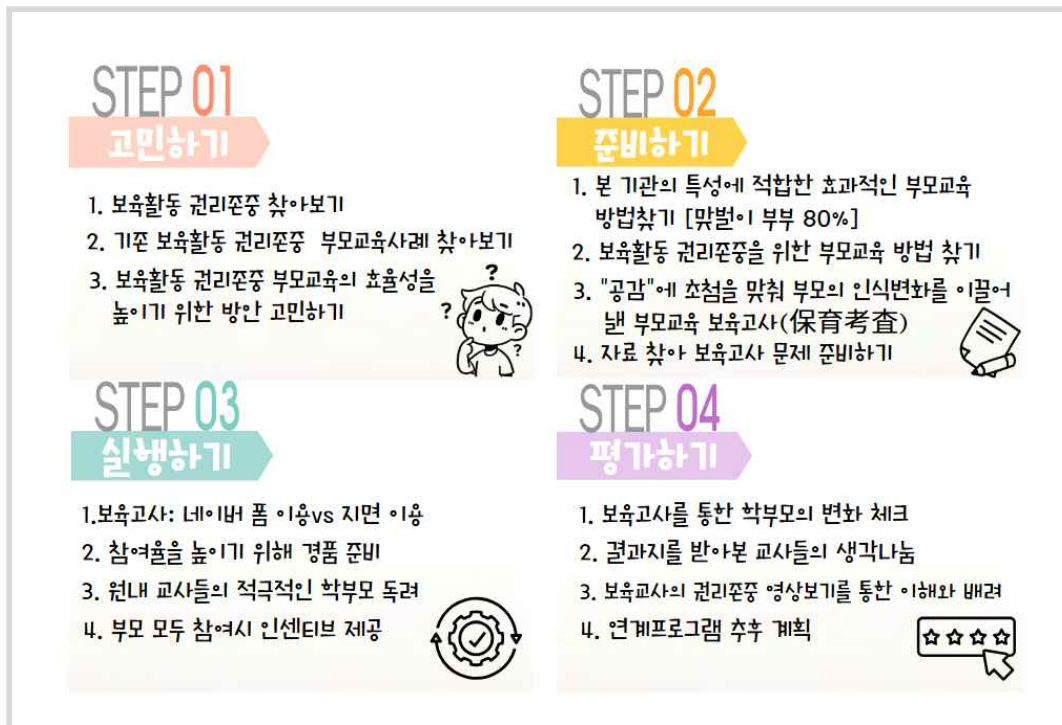 STEP 01
고민하기
1. 보육활동 권리존중 찾아보기
2. 기존 보육활동 권리존중 부모교육사례 찾아보기
3. 보육활동 권리존중 부모교육의 효율성을
높이기 위한 방안 고민하기
?
?
?
STEP 02
준비하기
1. 본 기관의 특성에 적합한 효과적인 부모교육
방법찾기 [맞벌이 부부 80%]
2. 보육활동 권리존중을 위한 부모교육 방법 찾기
3. "공감"에 초첨을 맞춰 부모의 인식변화를 이끌어
낼 부모교육 보육고사(保育考査)
4. 자료 찾아 보육고사 문제 준비하기
STEP 03
실행하기
1.보육고사: 네이버 폼 이용vs 지면 이용
2. 참여율을 높이기 위해 경품 준비
3. 원내 교사들의 적극적인 학부모 독려
4. 부모 모두 참여시 인센티브 제공
STEP 04
평가하기
1. 보육고사를 통한 학부모의 변화 체크
2. 결과지를 받아본 교사들의 생각나눔
3. 보육교사의 권리존중 영상보기를 통한 이해와 배려
4. 연계프로그램 추후 계획